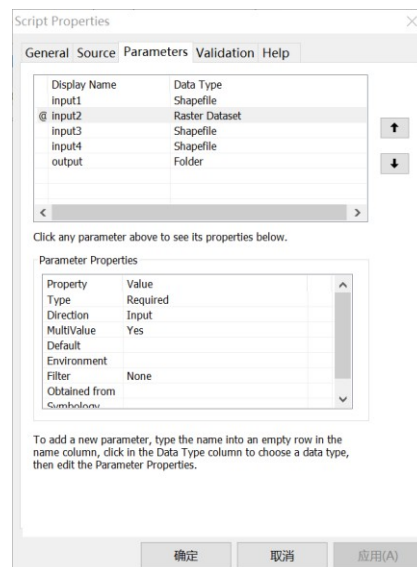 Script Properties
General Source Parameters Validation Help
Display Name Data Type
input1 Shapefile
@ input2 Raster Dataset
input3 Shapefile
input4 Shapefile
output Folder
Click any parameter above to see its properties below.
Parameter Properties
Property Value
Type Required
Direction Input
MultiValue Yes
Default
Environment
Filter None
Obtained from
Symbology
To add a new parameter, type the name into an empty row in the
name column, click in the Data Type column to choose a data type,
then edit the Parameter Properties.
确定 取消 应用(A)